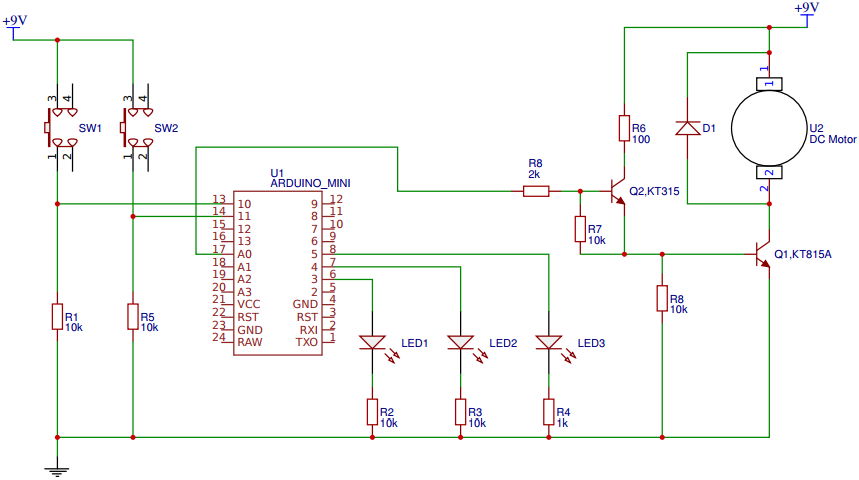 +9V
+9V
3 4
3 4
SW1
SW2
1 2
1 2
U1
ARDUINO_MINI
13 10 9 12
14 11 8 11
15 12 7 10
16 13 6 9
17 A0 5 8
18 A1 4 7
19 A2 3 6
20 A3 2 5
21 VCC GND 4
22 RST RST 3
23 GND RXI 2
24 RAW TXO 1
R1
10k
R5
10k
LED1
LED2
LED3
R2
10k
R3
10k
R4
1k
R8
2k
R6
100
Q2,KT315
R7
10k
R8
10k
D1
1
1
U2
DC Motor
2
2
Q1,KT815A